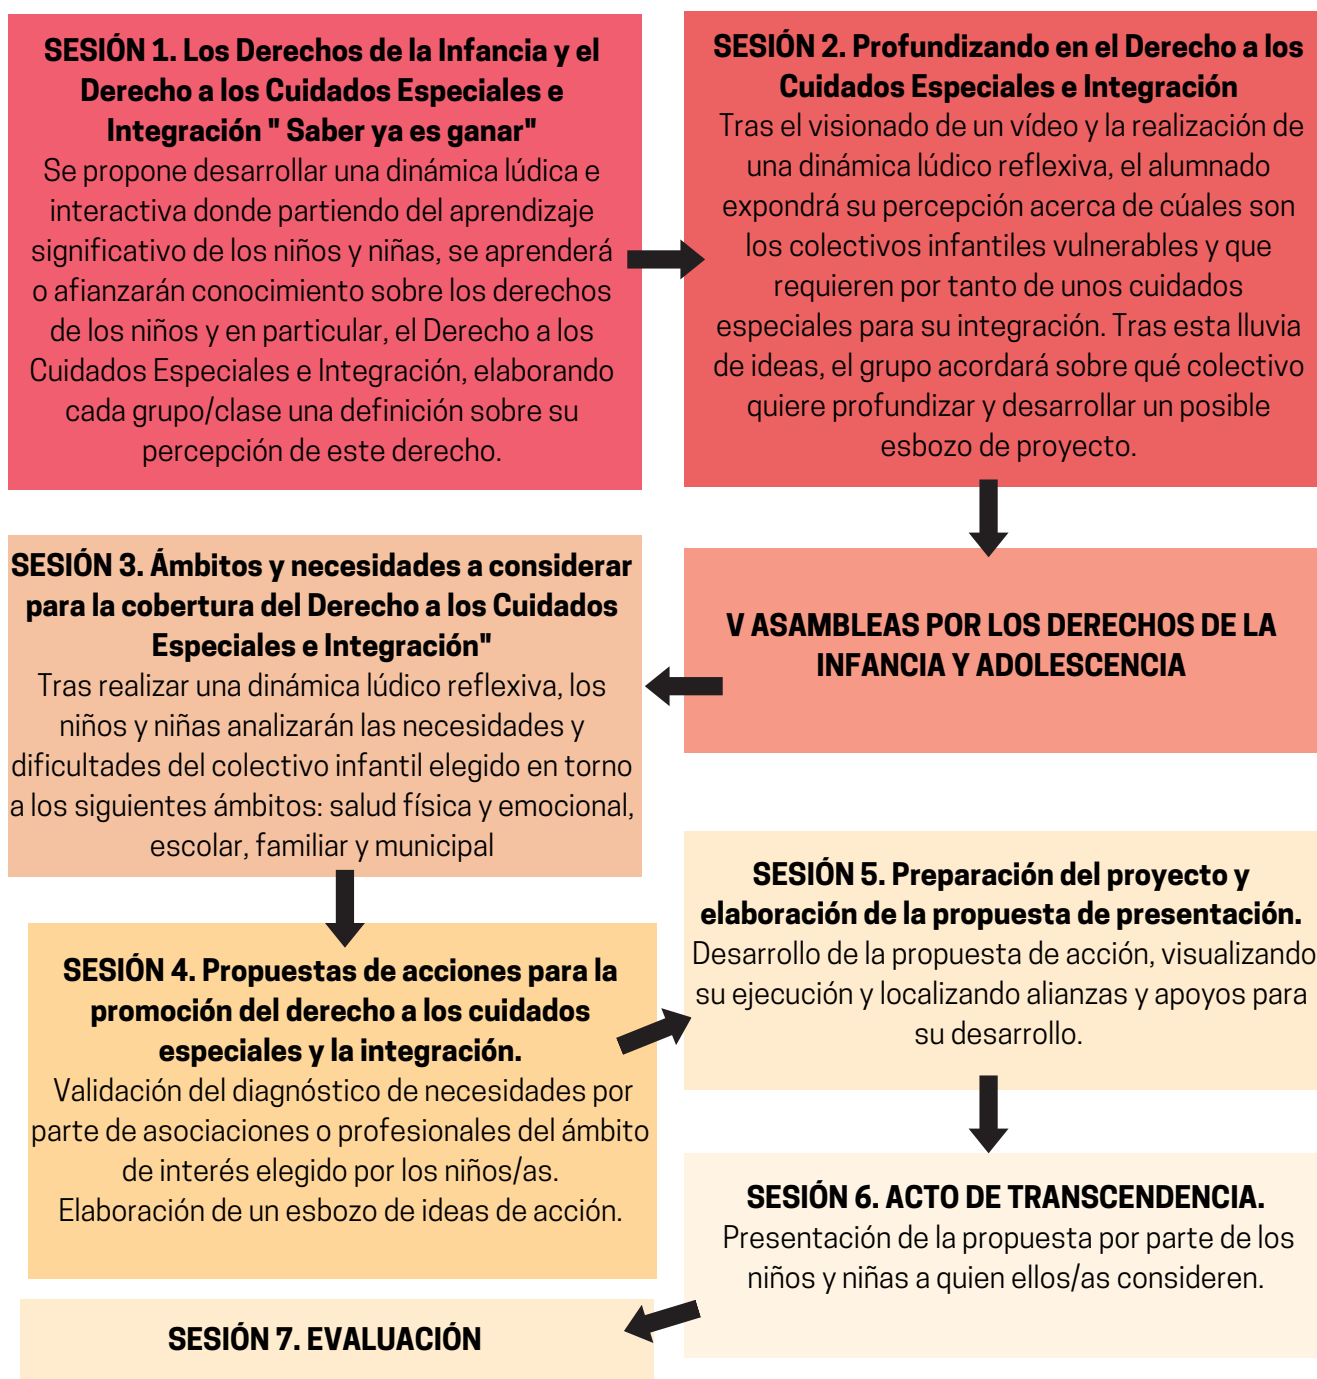 SESIÓN 1. Los Derechos de la Infancia y el
Derecho a los Cuidados Especiales e
Integración " Saber ya es ganar"
Se propone desarrollar una dinámica lúdica e
interactiva donde partiendo del aprendizaje
significativo de los niños y niñas, se aprenderá
o afianzarán conocimiento sobre los derechos
de los niños y en particular, el Derecho a los
Cuidados Especiales e Integración, elaborando
cada grupo/clase una definición sobre su
percepción de este derecho.
SESIÓN 2. Profundizando en el Derecho a los
Cuidados Especiales e Integración
Tras el visionado de un vídeo y la realización de
una dinámica lúdico reflexiva, el alumnado
expondrá su percepción acerca de cúales son
los colectivos infantiles vulnerables y que
requieren por tanto de unos cuidados
especiales para su integración. Tras esta lluvia
de ideas, el grupo acordará sobre qué colectivo
quiere profundizar y desarrollar un posible
esbozo de proyecto.
V ASAMBLEAS POR LOS DERECHOS DE LA
INFANCIA Y ADOLESCENCIA
SESIÓN 3. Ámbitos y necesidades a considerar
para la cobertura del Derecho a los Cuidados
Especiales e Integración"
Tras realizar una dinámica lúdico reflexiva, los
niños y niñas analizarán las necesidades y
dificultades del colectivo infantil elegido en torno
a los siguientes ámbitos: salud física y emocional,
escolar, familiar y municipal
SESIÓN 4. Propuestas de acciones para la
promoción del derecho a los cuidados
especiales y la integración.
Validación del diagnóstico de necesidades por
parte de asociaciones o profesionales del ámbito
de interés elegido por los niños/as.
Elaboración de un esbozo de ideas de acción.
SESIÓN 5. Preparación del proyecto y
elaboración de la propuesta de presentación.
Desarrollo de la propuesta de acción, visualizando
su ejecución y localizando alianzas y apoyos para
su desarrollo.
SESIÓN 6. ACTO DE TRANSCENDENCIA.
Presentación de la propuesta por parte de los
niños y niñas a quien ellos/as consideren.
SESIÓN 7. EVALUACIÓN